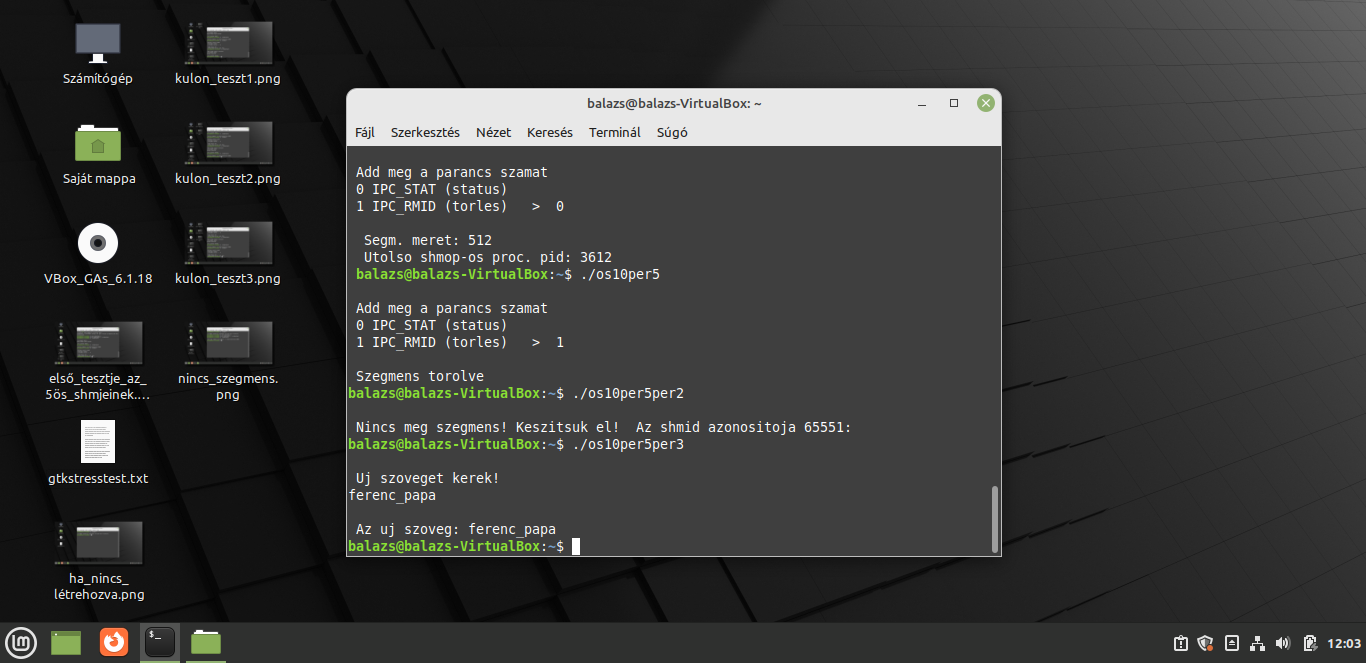 Számítógép
kulon_teszt1.png
Saját mappa
kulon_teszt2.png
VBox_GAs_6.1.18
kulon_teszt3.png
első_tesztje_az_
5ös_shmjeinek....
nincs_szegmens.
png
gtkstresstest.txt
ha_nincs_
létrehozva.png
balazs@balazs-VirtualBox: ~
Fájl Szerkesztés Nézet Keresés Terminál Súgó
Add meg a parancs szamat
0 IPC_STAT (status)
1 IPC_RMID (torles) > 0
Segm. meret: 512
Utolso shmop-os proc. pid: 3612
balazs@balazs-VirtualBox:~$ ./os10per5
Add meg a parancs szamat
0 IPC_STAT (status)
1 IPC_RMID (torles) > 1
Szegmens torolve
balazs@balazs-VirtualBox:~$ ./os10per5per2
Nincs meg szegmens! Keszitsuk el! Az shmid azonositoja 65551:
balazs@balazs-VirtualBox:~$ ./os10per5per3
Uj szoveget kerek!
ferenc_papa
Az uj szoveg: ferenc_papa
balazs@balazs-VirtualBox:~$
12:03